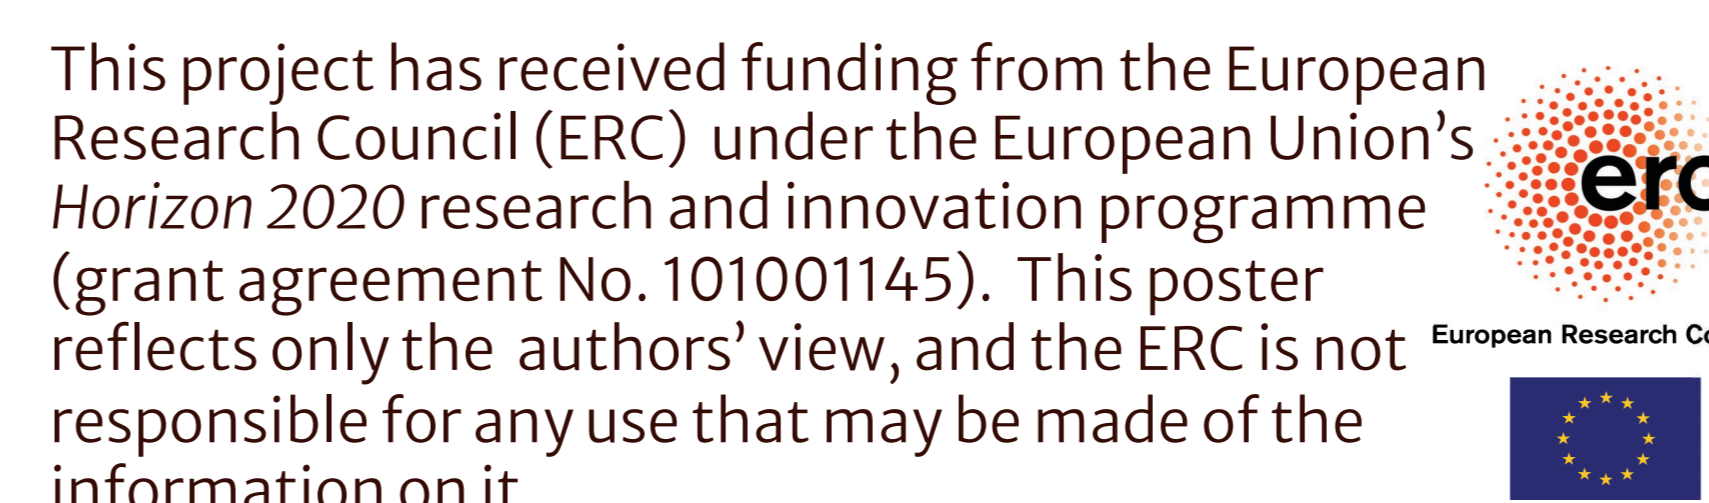 This project has received funding from the European
Research Council (ERC) under the European Union’s
Horizon 2020 research and innovation programme
(grant agreement No. 101001145). This poster
reflects only the authors’ view, and the ERC is not
responsible for any use that may be made of the
information on it
erc
European Research Co